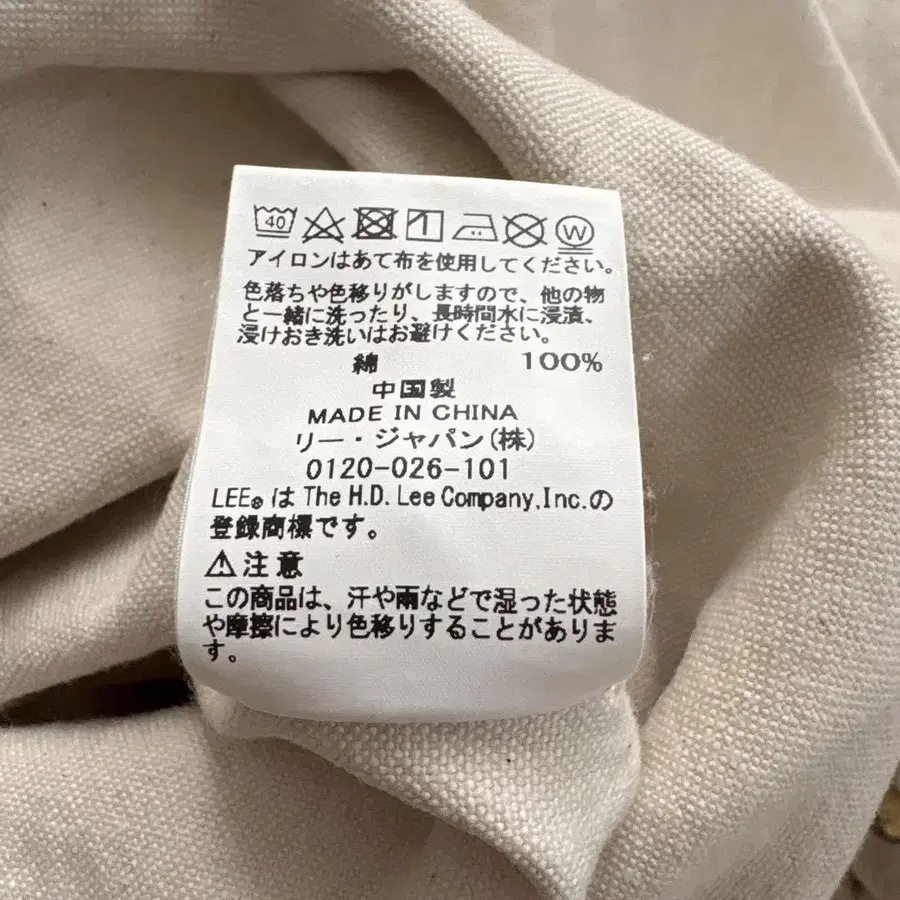 40 W
アイロンはあて布を使用してください。
色落ちや色移りがしますので、他の物
と一緒に洗ったり、長時間水に浸漬、
浸けおき洗いはお避けください。
綿 100%
中国製
MADE IN CHINA
リー・ジャパン(株)
0120-026-101
LEE®は The H.D. Lee Company, Inc.の
登録商標です。
⚠注意
この商品は、汗や雨などで湿った状態
や摩擦により色移りすることがありま
す。